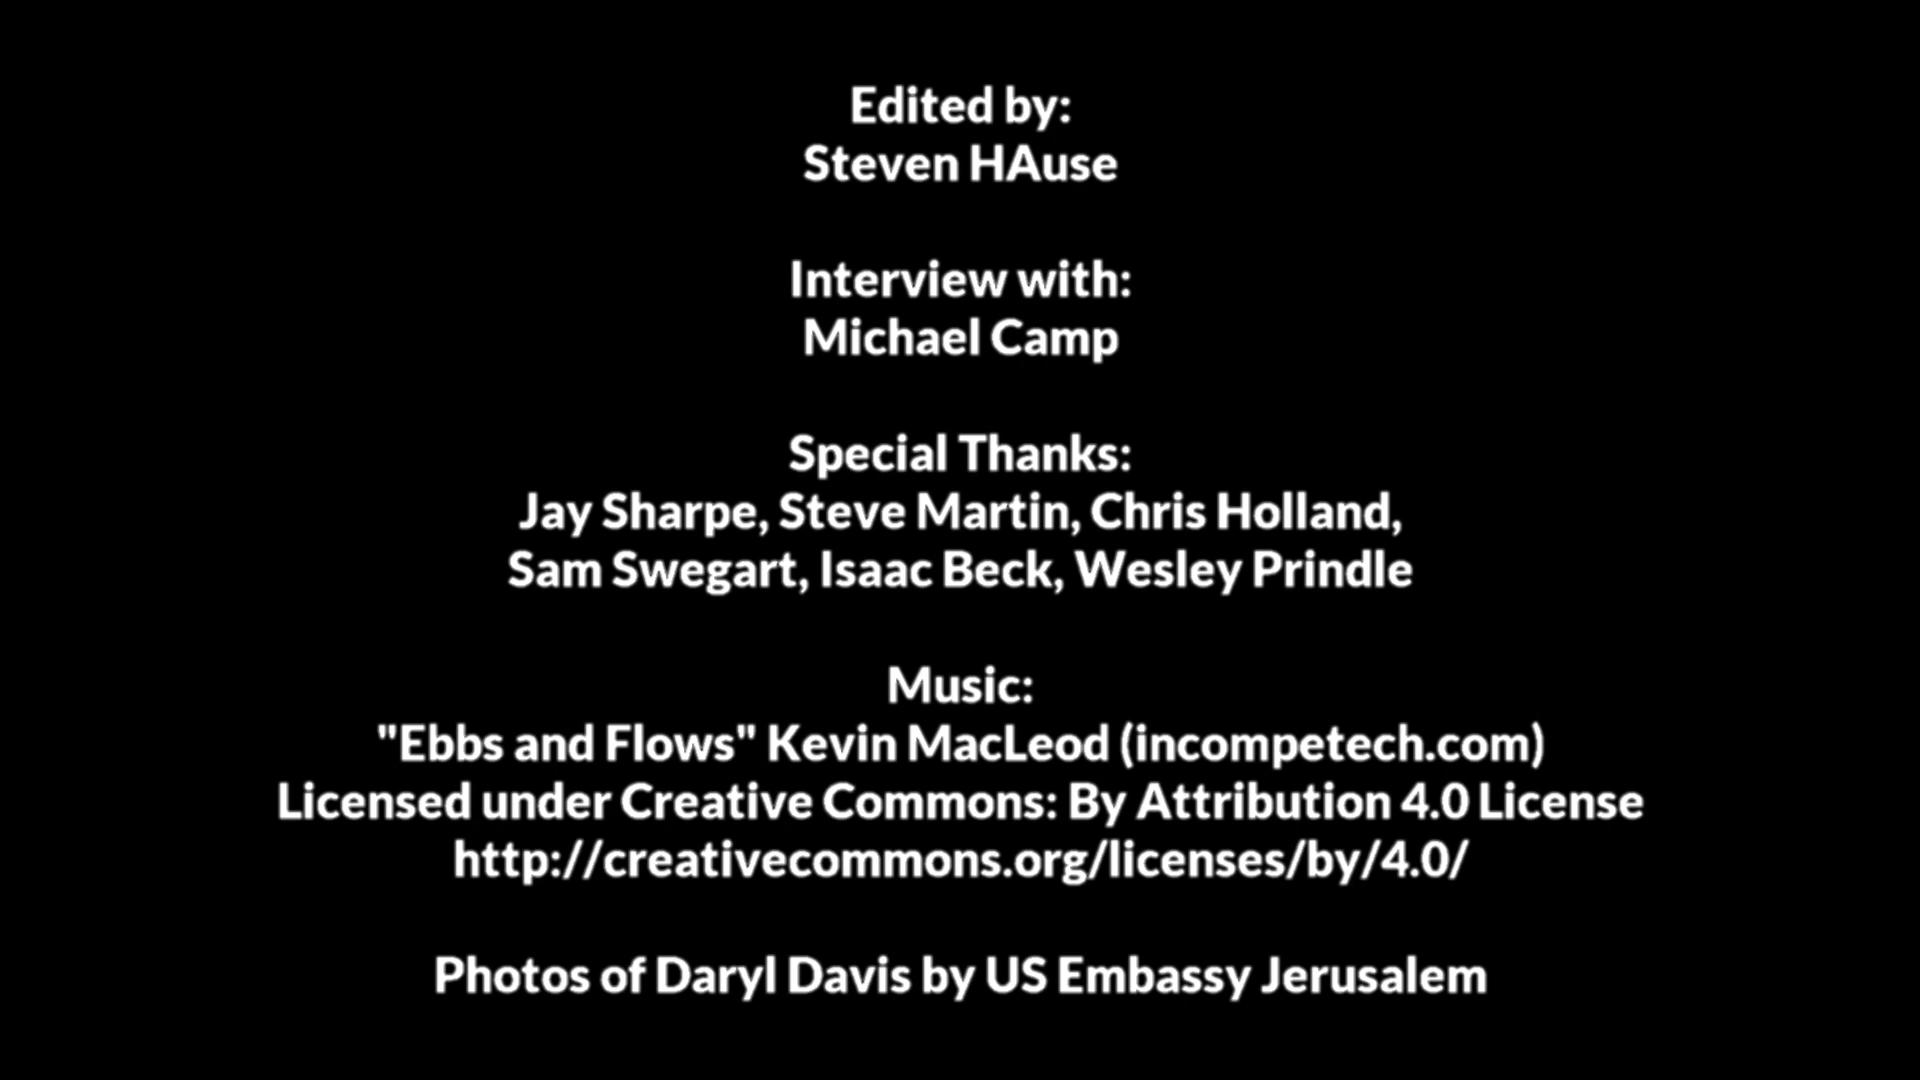 Edited by:
Steven HAuse
Interview with:
Michael Camp
Special Thanks:
Jay Sharpe, Steve Martin, Chris Holland,
Sam Swegart, Isaac Beck, Wesley Prindle
Music:
"Ebbs and Flows" Kevin MacLeod (incompetech.com)
Licensed under Creative Commons: By Attribution 4.0 License
http://creativecommons.org/licenses/by/4.0/
Photos of Daryl Davis by US Embassy Jerusalem